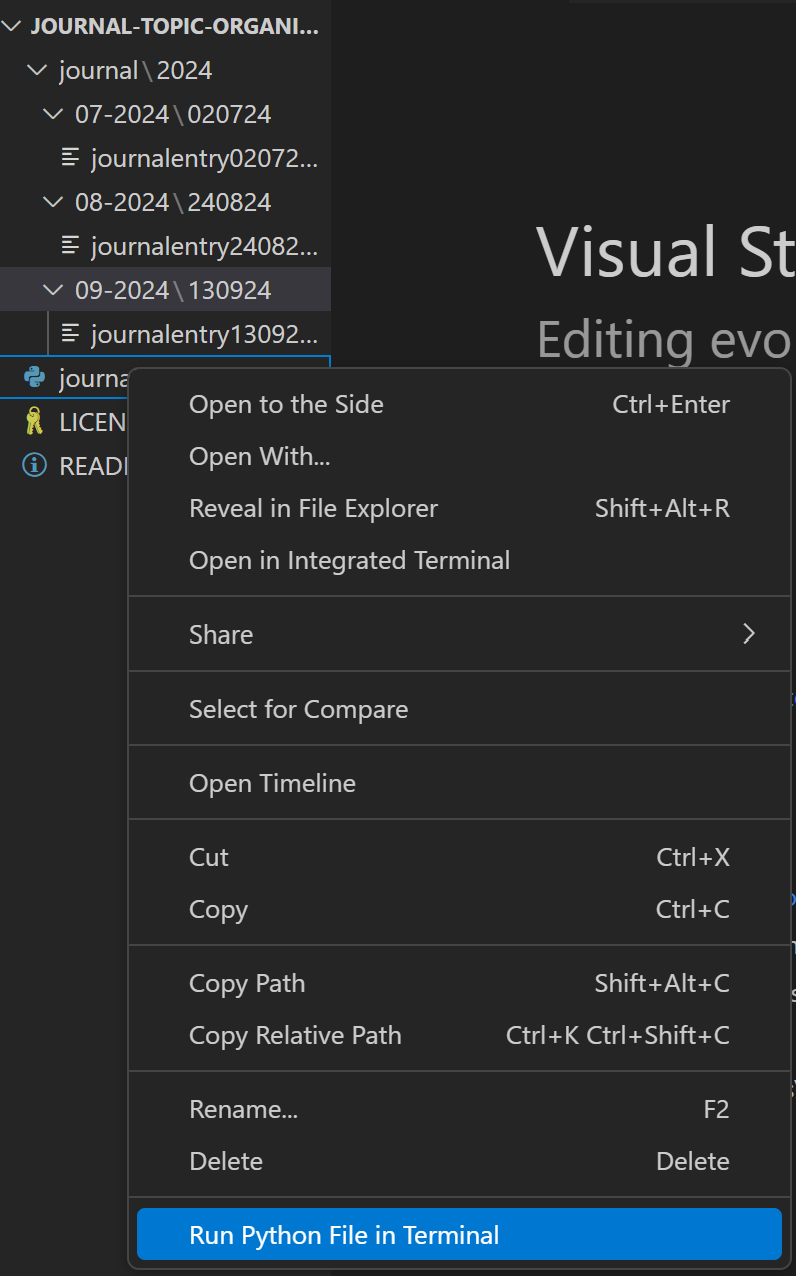 JOURNAL-TOPIC-ORGANI...
journal\2024
07-2024\020724
journalentry02072...
08-2024\240824
journalentry24082...
09-2024\130924
journalentry13092...
journa
LICEN
READ
Visual St
Editing evo
Open to the Side Ctrl+Enter
Open With...
Reveal in File Explorer Shift+Alt+R
Open in Integrated Terminal
Share
Select for Compare
Open Timeline
Cut Ctrl+X
Copy Ctrl+C
Copy Path Shift+Alt+C
Copy Relative Path Ctrl+K Ctrl+Shift+C
Rename... F2
Delete Delete
Run Python File in Terminal